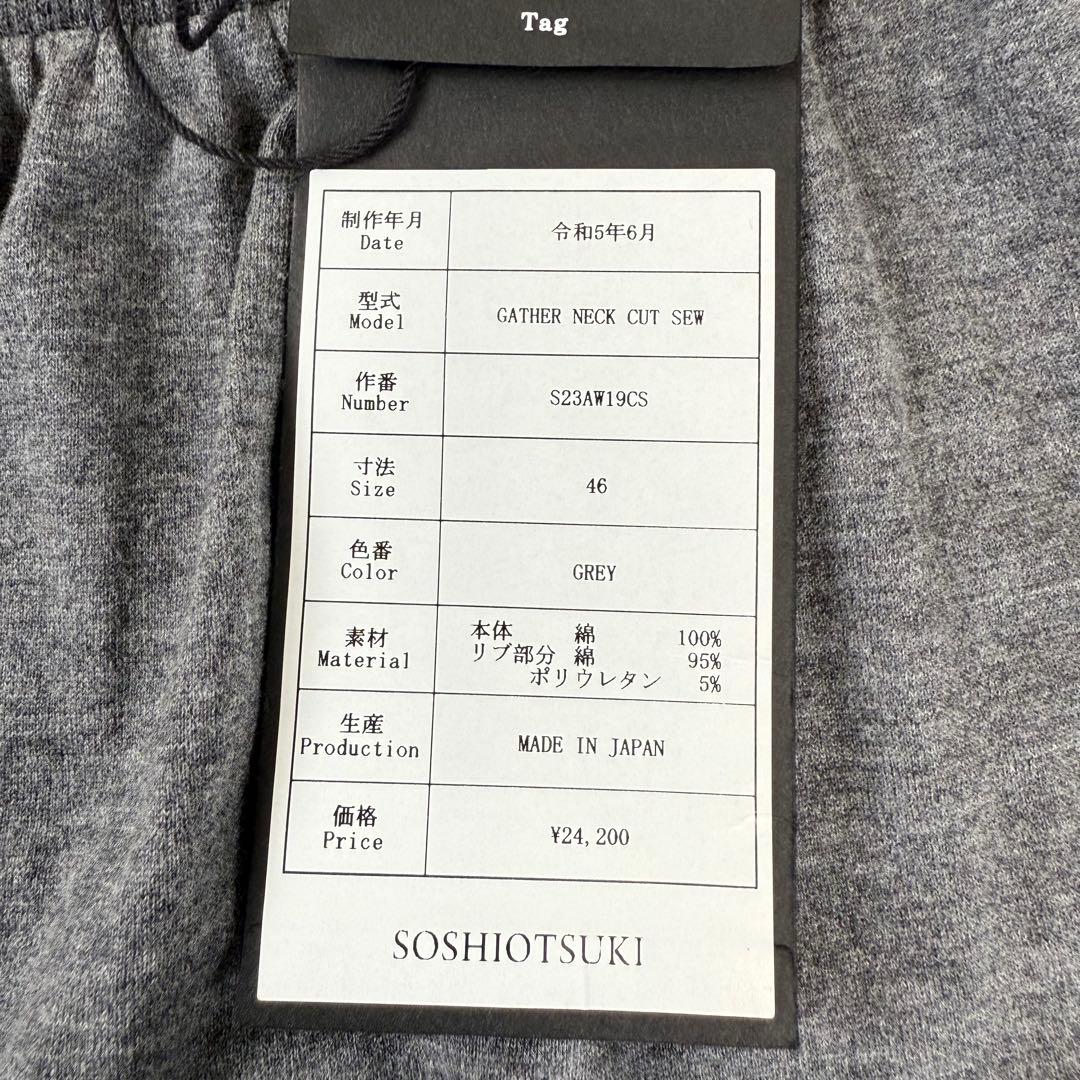 Tag
制作年月
Date
令和5年6月
型式
Model
GATHER NECK CUT SEW
作番
Number
S23AW19CS
寸法
Size
46
色番
Color
GREY
素材
Material
本体 綿 100%
リブ部分 綿 95%
ポリウレタン 5%
生産
Production
MADE IN JAPAN
価格
Price
¥24,200
SOSHIOTSUKI